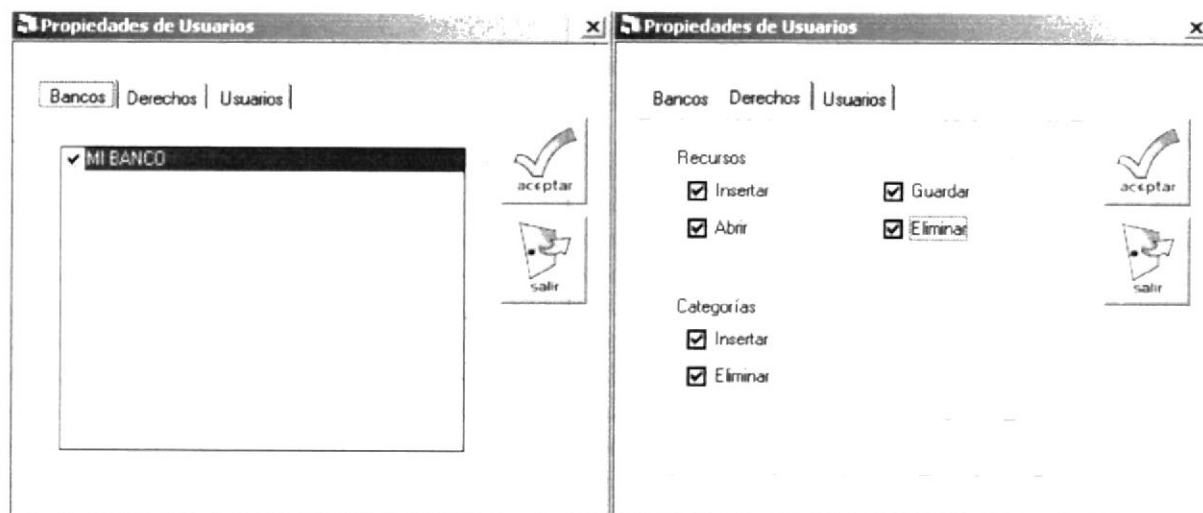 Propiedades de Usuarios
Bancos Derechos Usuarios
MI BANCO
aceptar
salir
Propiedades de Usuarios
Bancos Derechos Usuarios
Recursos
Insertar Guardar
Abrir Eliminar
Categorías
Insertar
Eliminar
aceptar
salir